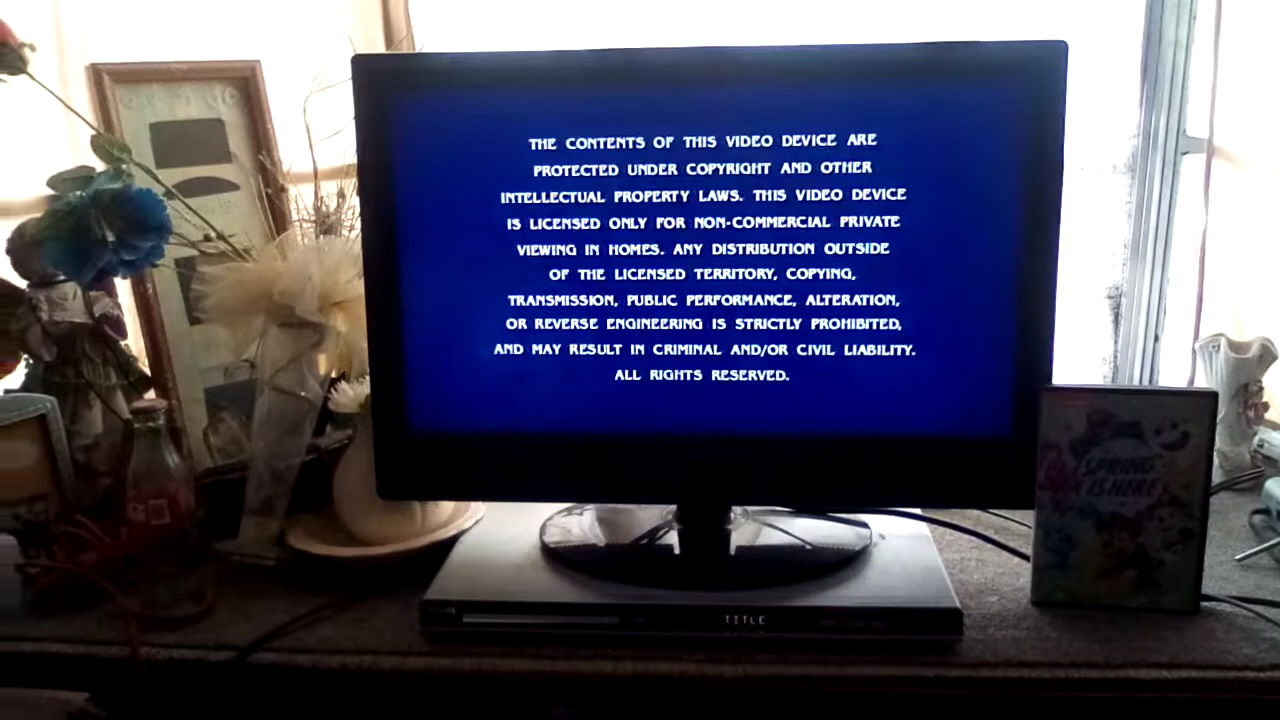 THE CONTENTS OF THIS VIDEO DEVICE ARE
PROTECTED UNDER COPYRIGHT AND OTHER
INTELLECTUAL PROPERTY LAWS. THIS VIDEO DEVICE
IS LICENSED ONLY FOR NON-COMMERCIAL PRIVATE
VIEWING IN HOMES. ANY DISTRIBUTION OUTSIDE
OF THE LICENSED TERRITORY, COPYING,
TRANSMISSION, PUBLIC PERFORMANCE, ALTERATION,
OR REVERSE ENGINEERING IS STRICTLY PROHIBITED,
AND MAY RESULT IN CRIMINAL AND/OR CIVIL LIABILITY.
ALL RIGHTS RESERVED.
SPRING
IS HERE
TITLE